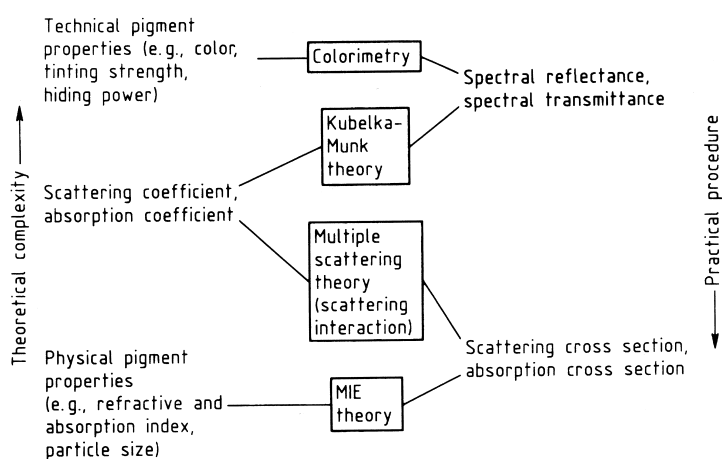 Technical pigment
properties (e.g., color,
tinting strength,
hiding power)
Colorimetry
Spectral reflectance,
spectral transmittance
Kubelka-
Munk
theory
Scattering coefficient,
absorption coefficient
Multiple
scattering
theory
(scattering
interaction)
Scattering cross section,
absorption cross section
Physical pigment
properties
(e.g., refractive and
absorption index,
particle size)
MIE
theory
Theoretical complexity
Practical procedure